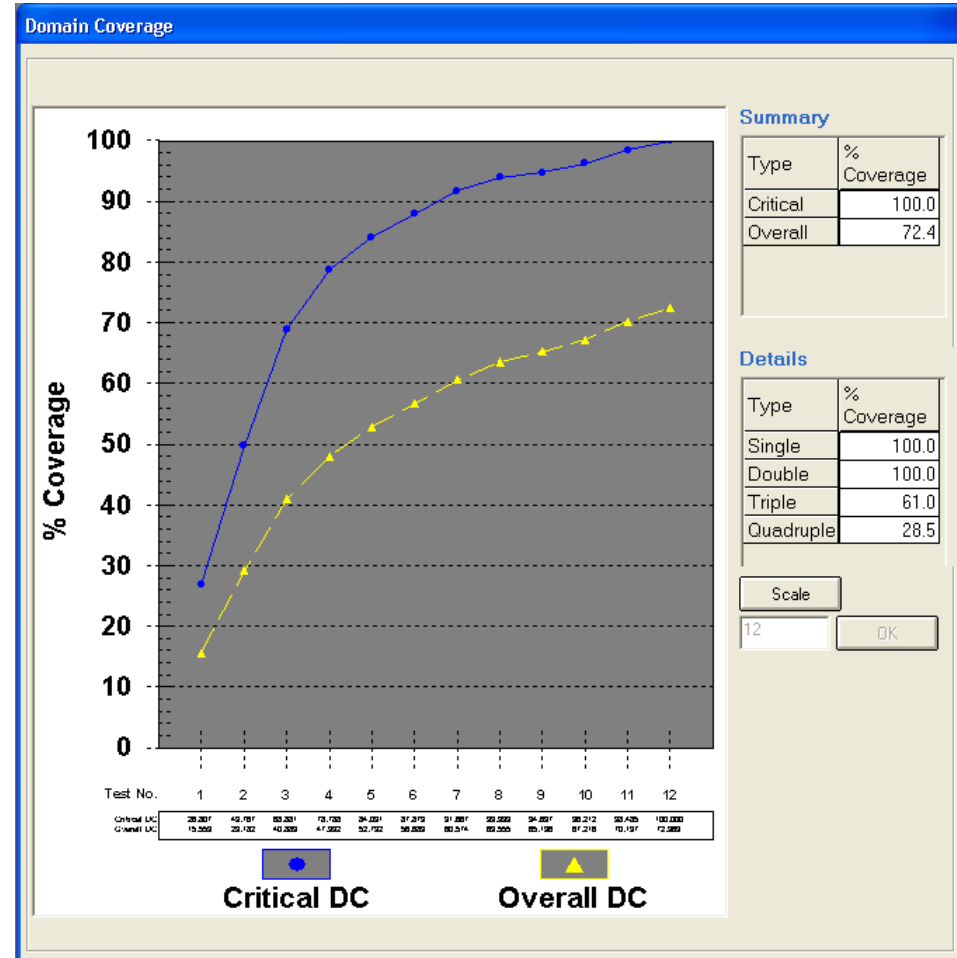 Domain Coverage
100
90
80
70
60
50
40
30
20
10
0
% Coverage
Test No. 1 2 3 4 5 6 7 8 9 10 11 12
Critical DC
Overall DC
Critical DC
Overall DC
Summary
Type % Coverage
Critical 100.0
Overall 72.4
Details
Type % Coverage
Single 100.0
Double 100.0
Triple 61.0
Quadruple 28.5
Scale
12
OK